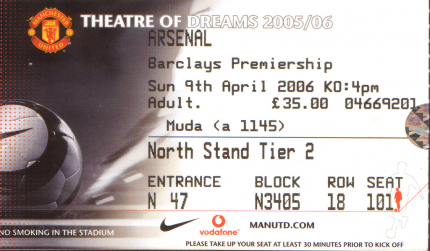 MANCHESTER
UNITED
THEATRE OF DREAMS 2005/06
ARSENAL
Barclays Premiership
Sun 9th April 2006 KO:4pm
Adult. £35.00 04669201
Muda (a 1145)
North Stand Tier 2
ENTRANCE BLOCK ROW SEAT
N 47 N3405 18 101
NO SMOKING IN THE STADIUM
vodafone MANUTD.COM
PLEASE TAKE UP YOUR SEAT AT LEAST 30 MINUTES PRIOR TO KICK OFF